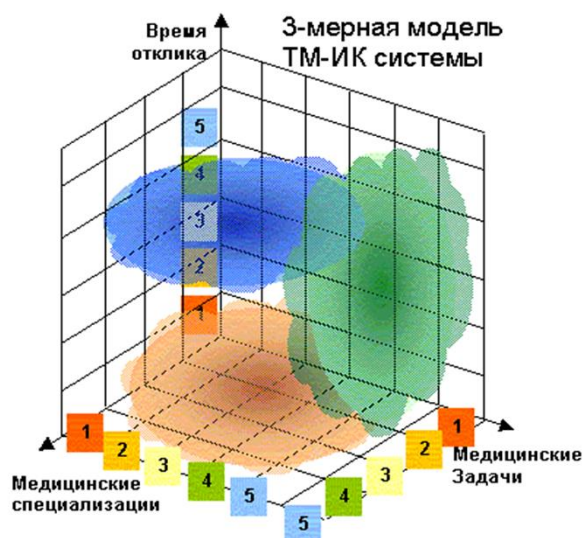 Время
отклика
3-мерная модель
ТМ-ИК системы
5
4
3
2
1
1
2
3
4
5
5
4
3
2
1
Медицинские
специализации
Медицинские
Задачи